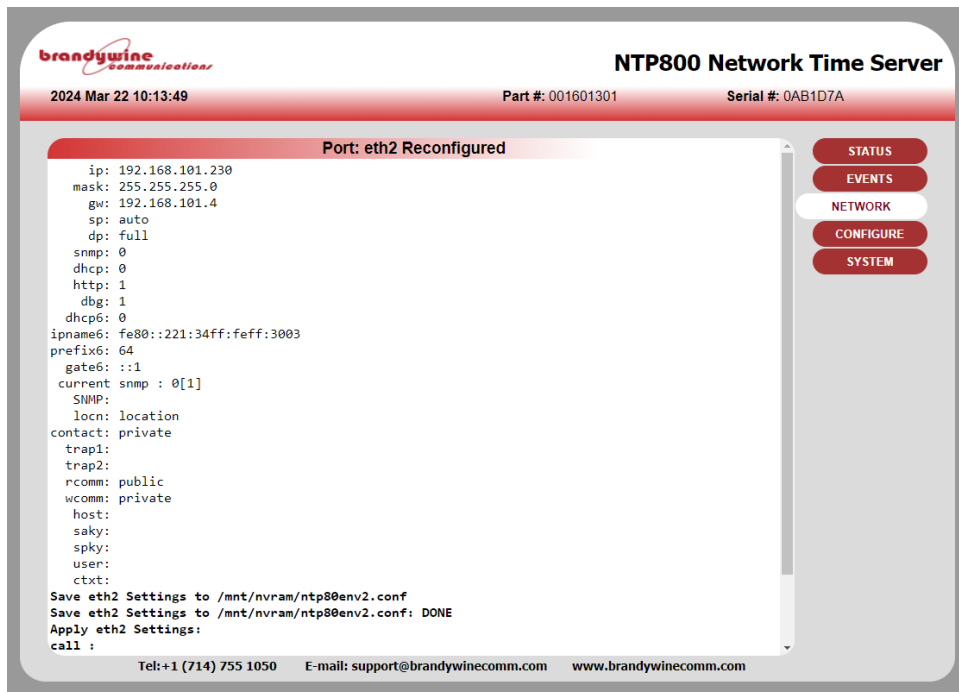 brandywine
communications
NTP800 Network Time Server
2024 Mar 22 10:13:49 Part #: 001601301 Serial #: 0AB1D7A
Port: eth2 Reconfigured
ip: 192.168.101.230
mask: 255.255.255.0
gw: 192.168.101.4
sp: auto
dp: full
snmp: 0
dhcp: 0
http: 1
dbg: 1
dhcp6: 0
ipname6: fe80::221:34ff:feff:3003
prefix6: 64
gate6: ::1
current snmp : 0[1]
SNMP:
locn: location
contact: private
trap1:
trap2:
rcomm: public
wcomm: private
host:
saky:
spky:
user:
ctxt:
Save eth2 Settings to /mnt/nvram/ntp80env2.conf
Save eth2 Settings to /mnt/nvram/ntp80env2.conf: DONE
Apply eth2 Settings:
call :
STATUS
EVENTS
NETWORK
CONFIGURE
SYSTEM
Tel:+1 (714) 755 1050 E-mail: support@brandywinecomm.com www.brandywinecomm.com